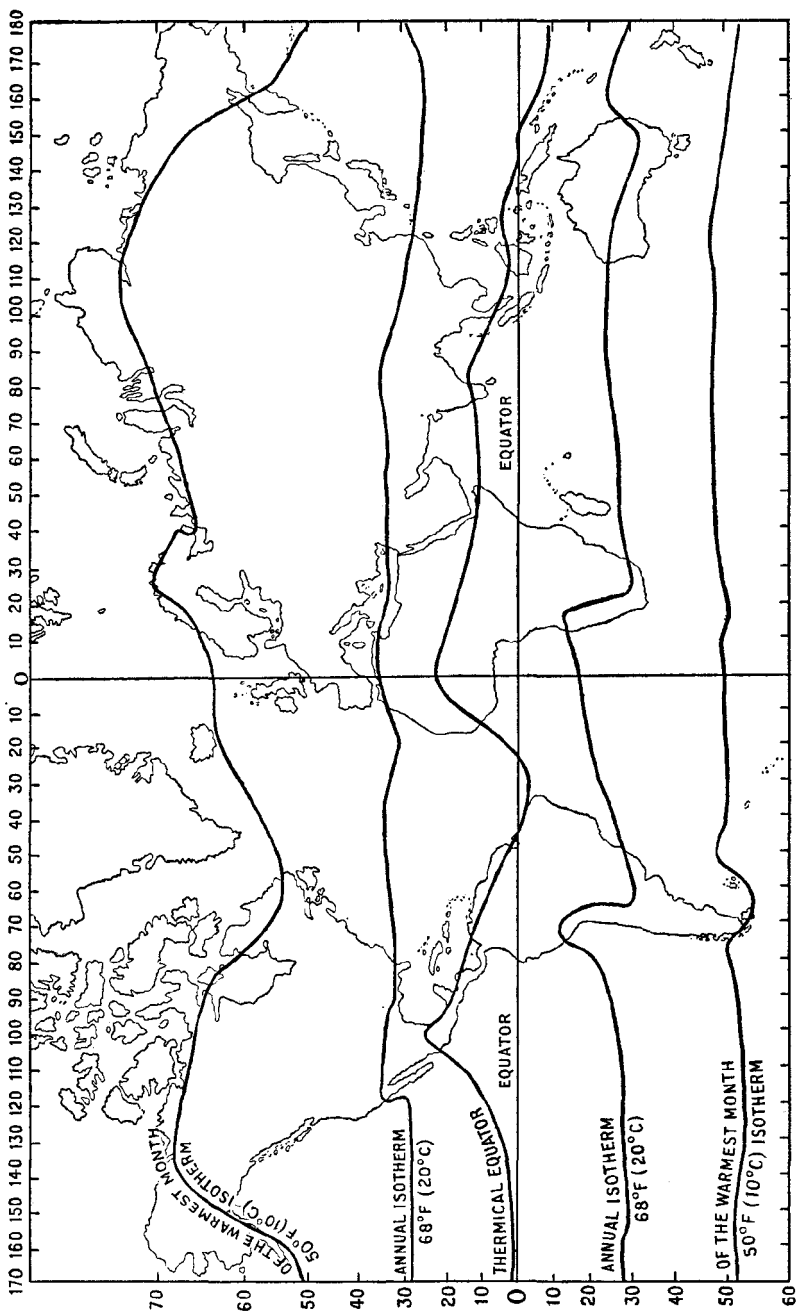 170 160 150 140 130 120 110 100 90 80 70 60 50 40 30 20 10 0 10 20 30 40 50 60 70 80 90 100 110 120 130 140 150 160 170 180
70
60
50
40
30
20
10
0
10
20
30
40
50
60
OF THE WARMEST MONTH
50°F (10°C) ISOTHERM
ANNUAL ISOTHERM
68°F (20°C)
THERMICAL EQUATOR
EQUATOR
EQUATOR
ANNUAL ISOTHERM
68°F (20°C)
OF THE WARMEST MONTH
50°F (10°C) ISOTHERM